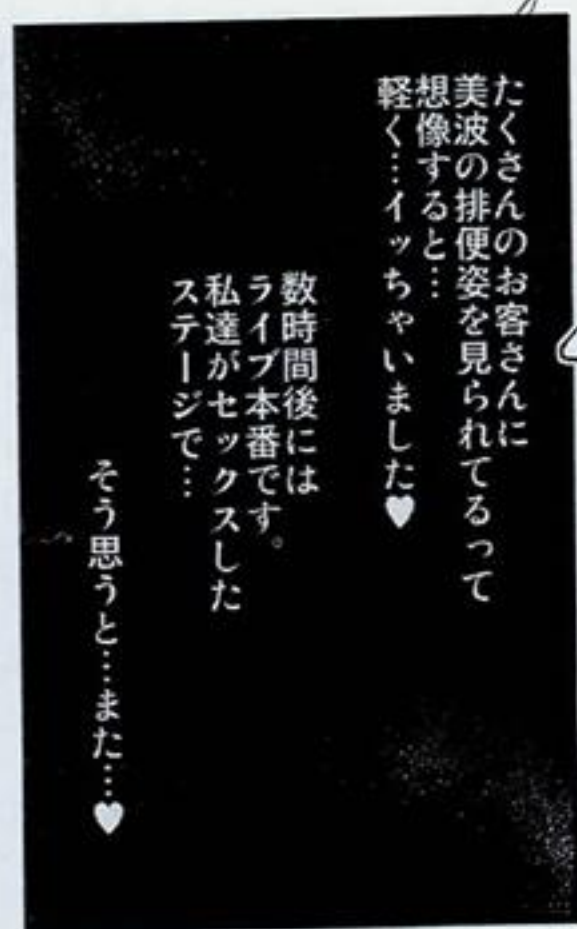 たくさんのお客さんに
美波の排便姿を見られてるって
想像すると…
軽く…イッちゃいました♥
数時間後には
ライブ本番です。
私達がセックスした
ステージで…
そう思うと…また…♥